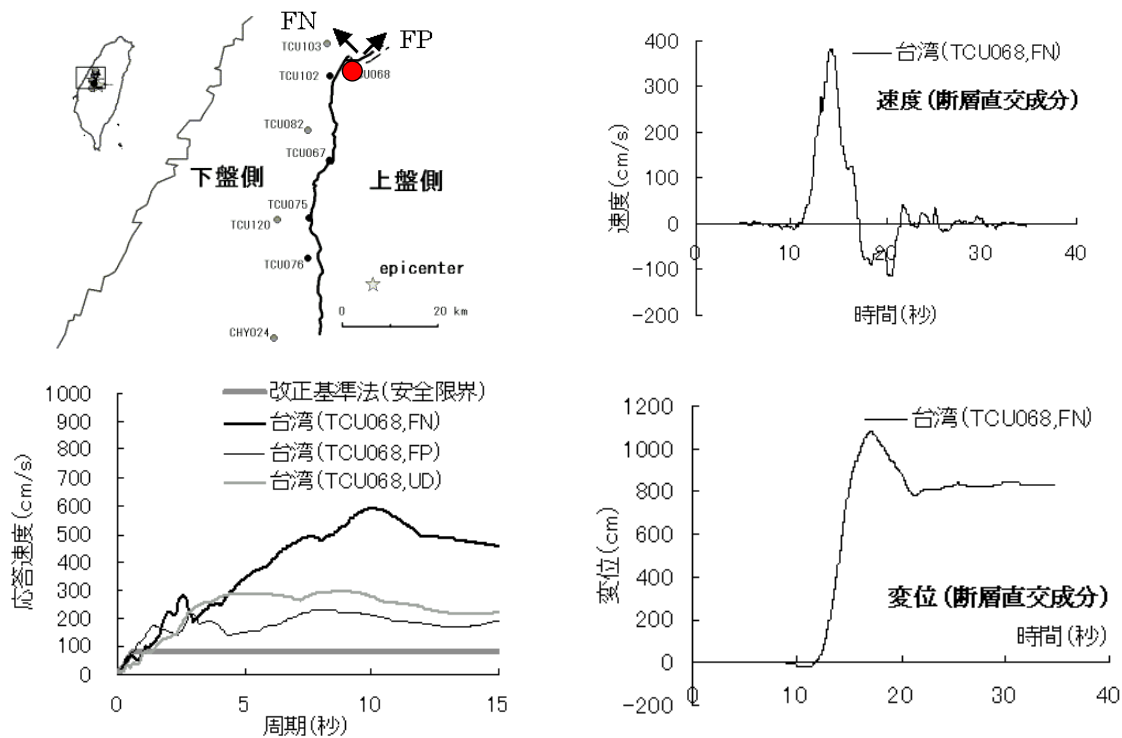 FN
FP
TCU103
U068
TCU102
TCU082
TCU067
下盤側
上盤側
TCU075
TCU120
TCU076
epicenter
0
20 km
CHY024
400
300
200
100
0
-100
-200
0
10
20
30
40
速度(cm/s)
台湾(TCU068,FN)
速度(断層直交成分)
時間(秒)
1000
900
800
700
600
500
400
300
200
100
0
0
5
10
15
応答速度(cm/s)
周期(秒)
改正基準法(安全限界)
台湾(TCU068,FN)
台湾(TCU068,FP)
台湾(TCU068,UD)
1200
1000
800
600
400
200
0
-200
0
10
20
30
40
変位(cm)
台湾(TCU068,FN)
変位(断層直交成分)
時間(秒)